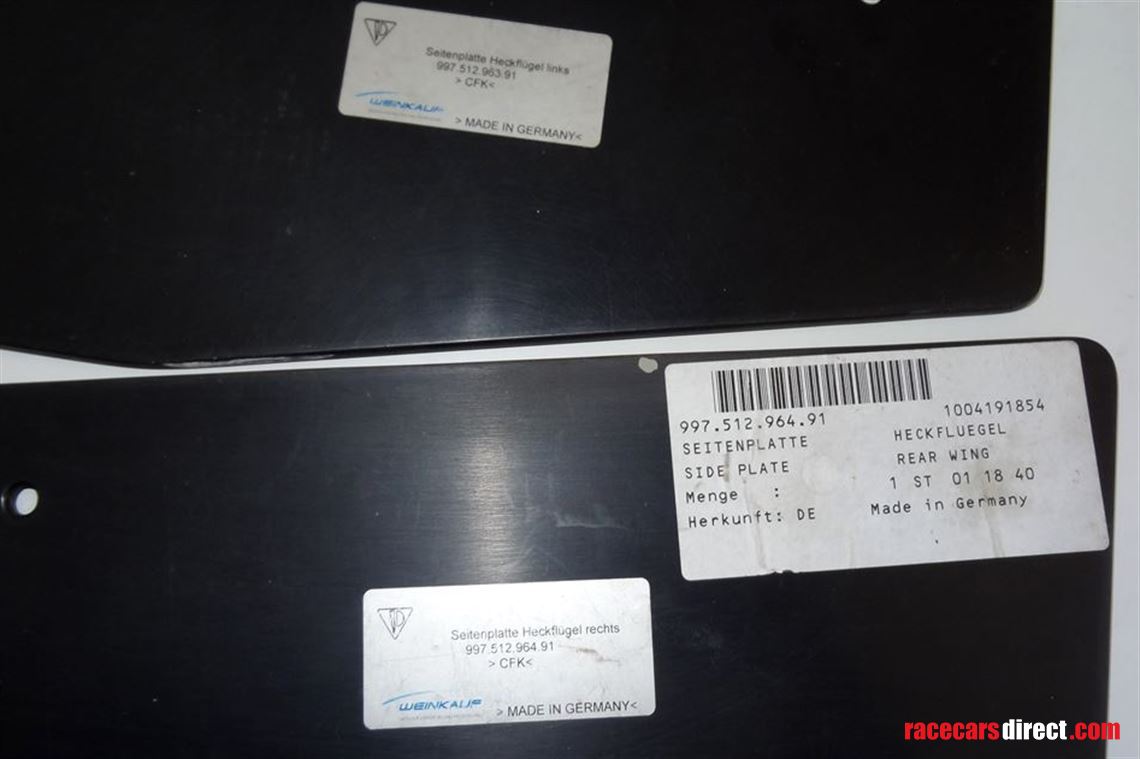 Seitenplatte Heckflügel links
997.512.963.91
> CFK<
WEINKAUF
> MADE IN GERMANY<
997.512.964.91 1004191854
SEITENPLATTE HECKFLUEGEL
SIDE PLATE REAR WING
Menge : 1 ST 01 18 40
Herkunft: DE Made in Germany
Seitenplatte Heckflügel rechts
997.512.964.91
> CFK<
WEINKAUF
> MADE IN GERMANY<
racecarsdirect.com